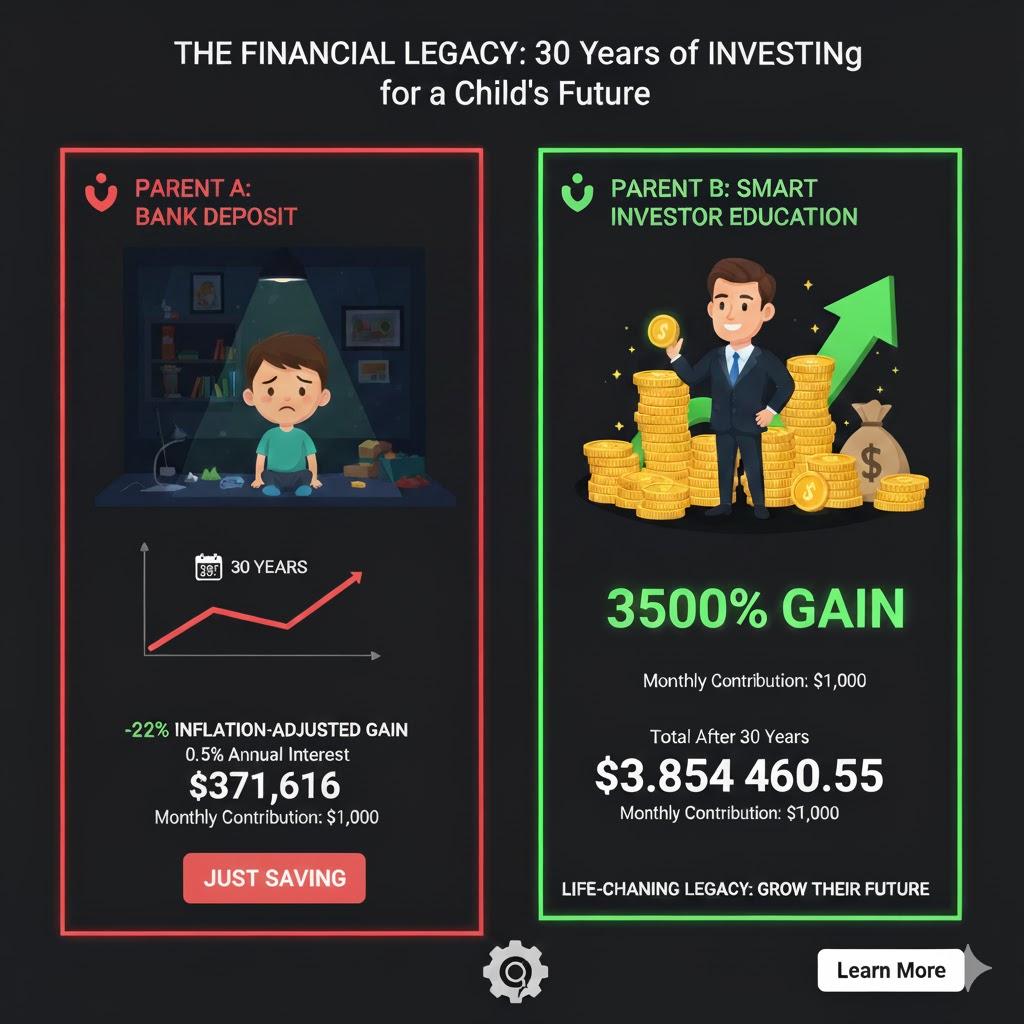 THE FINANCIAL LEGACY: 30 Years of INVESTINg
for a Child's Future
PARENT A:
BANK DEPOSIT
30 YEARS
-22% INFLATION-ADJUSTED GAIN
0.5% Annual Interest
$371,616
Monthly Contribution: $1,000
JUST SAVING
PARENT B: SMART
INVESTOR EDUCATION
3500% GAIN
Monthly Contribution: $1,000
Total After 30 Years
$3.854 460.55
Monthly Contribution: $1,000
LIFE-CHANING LEGACY: GROW THEIR FUTURE
Learn More